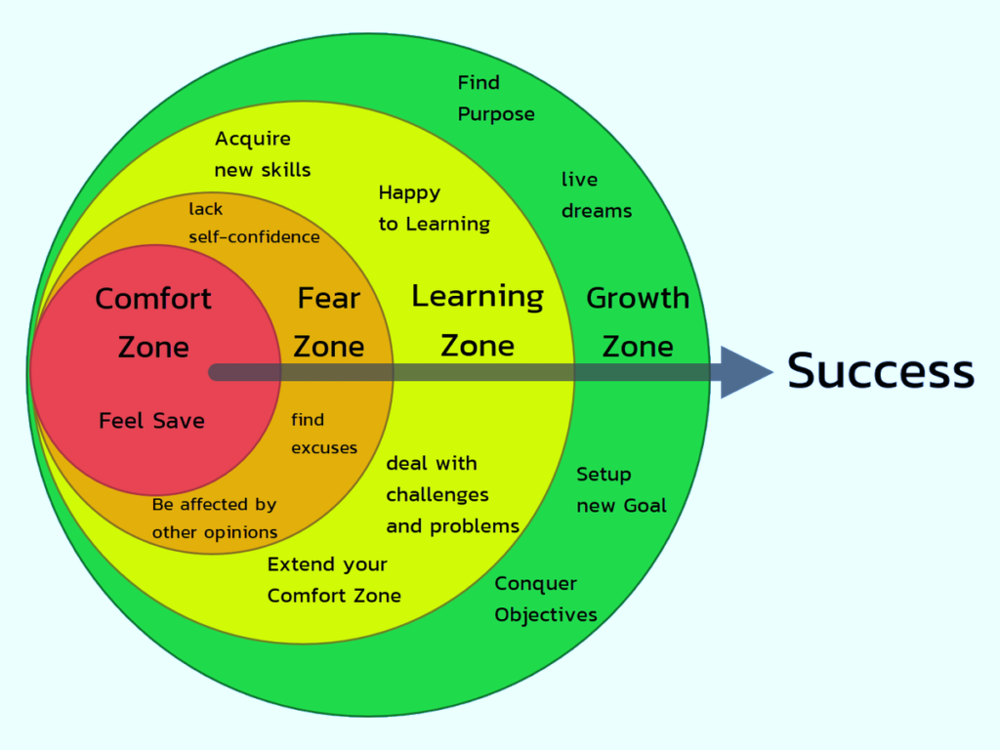 Find
Purpose
Acquire
new skills
live
dreams
Happy
to Learning
lack
self-confidence
Comfort
Zone
Fear
Zone
Learning
Zone
Growth
Zone
Success
Feel Save
find
excuses
deal with
challenges
and problems
Setup
new Goal
Be affected by
other opinions
Extend your
Comfort Zone
Conquer
Objectives